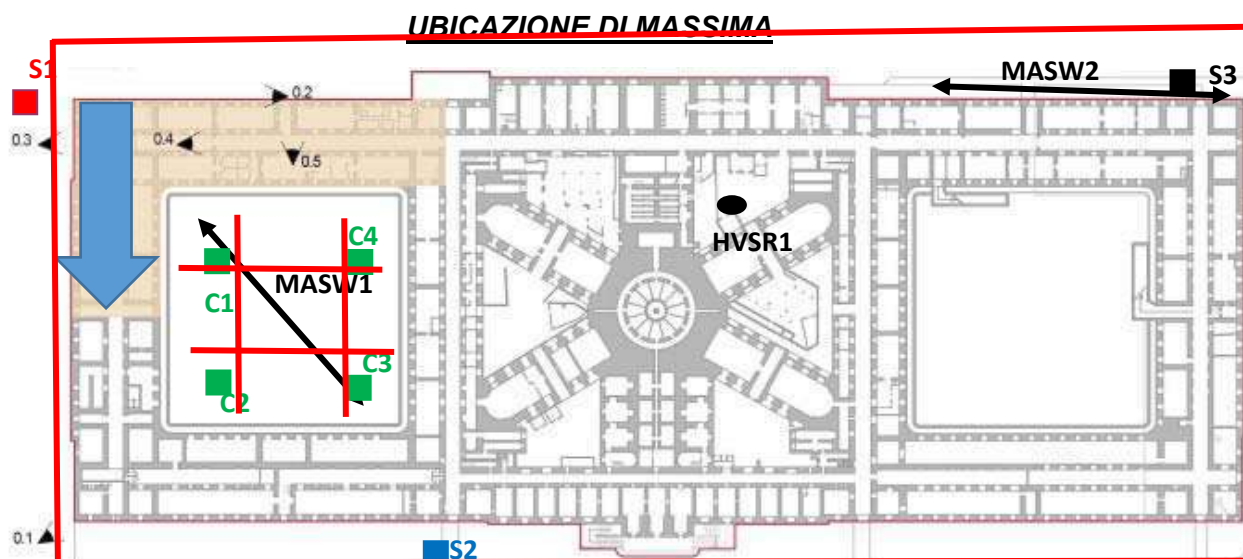 UBICAZIONE DI MASSIMA
S1
MASW2
S3
0.2
0.3
0.4
0.5
HVSR1
C4
MASW1
C1
C3
C2
0.1
S2